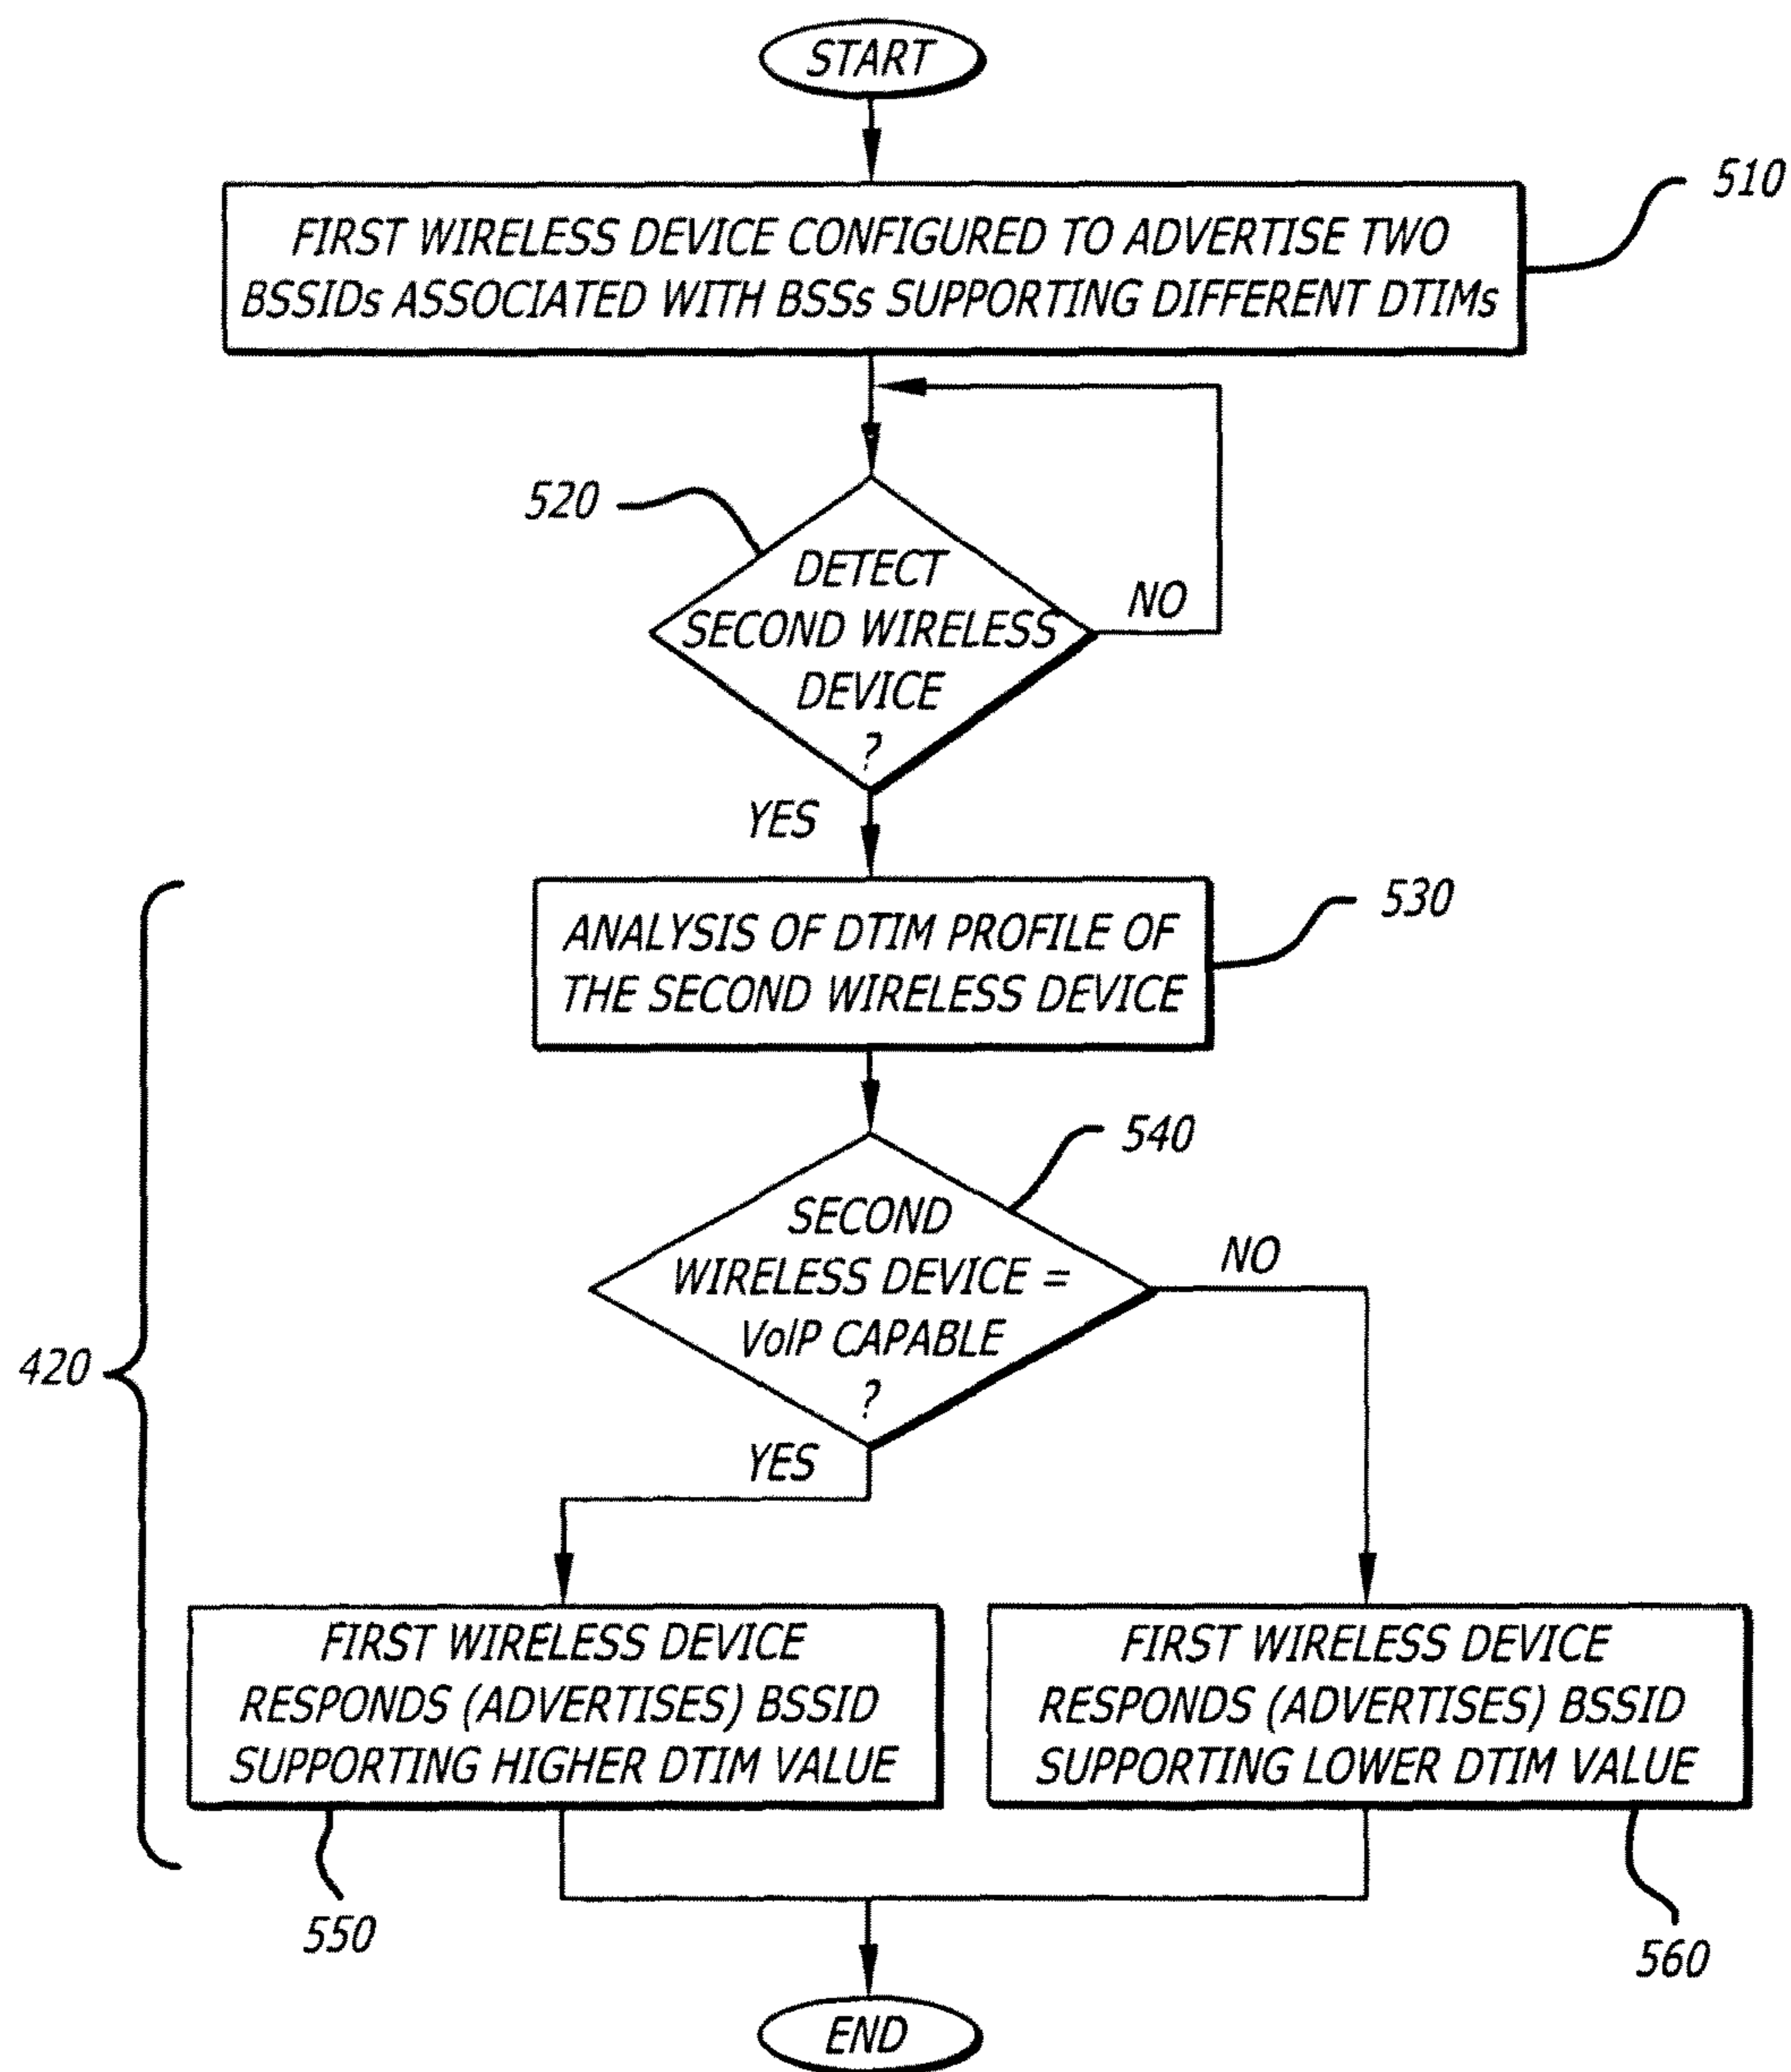 START
510
FIRST WIRELESS DEVICE CONFIGURED TO ADVERTISE TWO
BSSIDs ASSOCIATED WITH BSSs SUPPORTING DIFFERENT DTIMs
520
DETECT
SECOND WIRELESS
DEVICE
?
NO
YES
530
ANALYSIS OF DTIM PROFILE OF
THE SECOND WIRELESS DEVICE
540
SECOND
WIRELESS DEVICE =
VoIP CAPABLE
?
NO
YES
420
FIRST WIRELESS DEVICE
RESPONDS (ADVERTISES) BSSID
SUPPORTING HIGHER DTIM VALUE
550
FIRST WIRELESS DEVICE
RESPONDS (ADVERTISES) BSSID
SUPPORTING LOWER DTIM VALUE
560
END